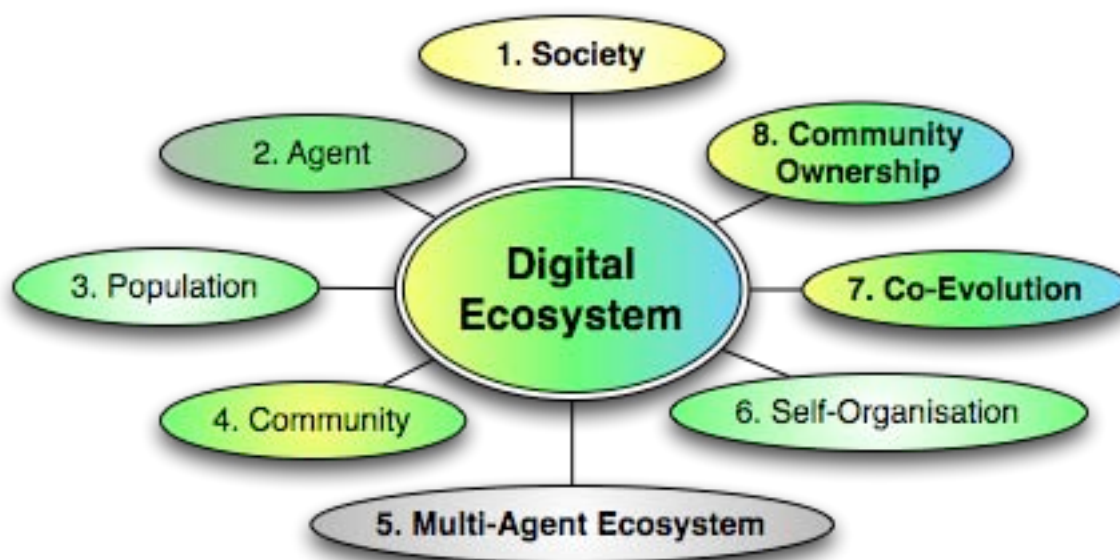 1. Society
2. Agent
8. Community
Ownership
3. Population
Digital
Ecosystem
7. Co-Evolution
4. Community
6. Self-Organisation
5. Multi-Agent Ecosystem